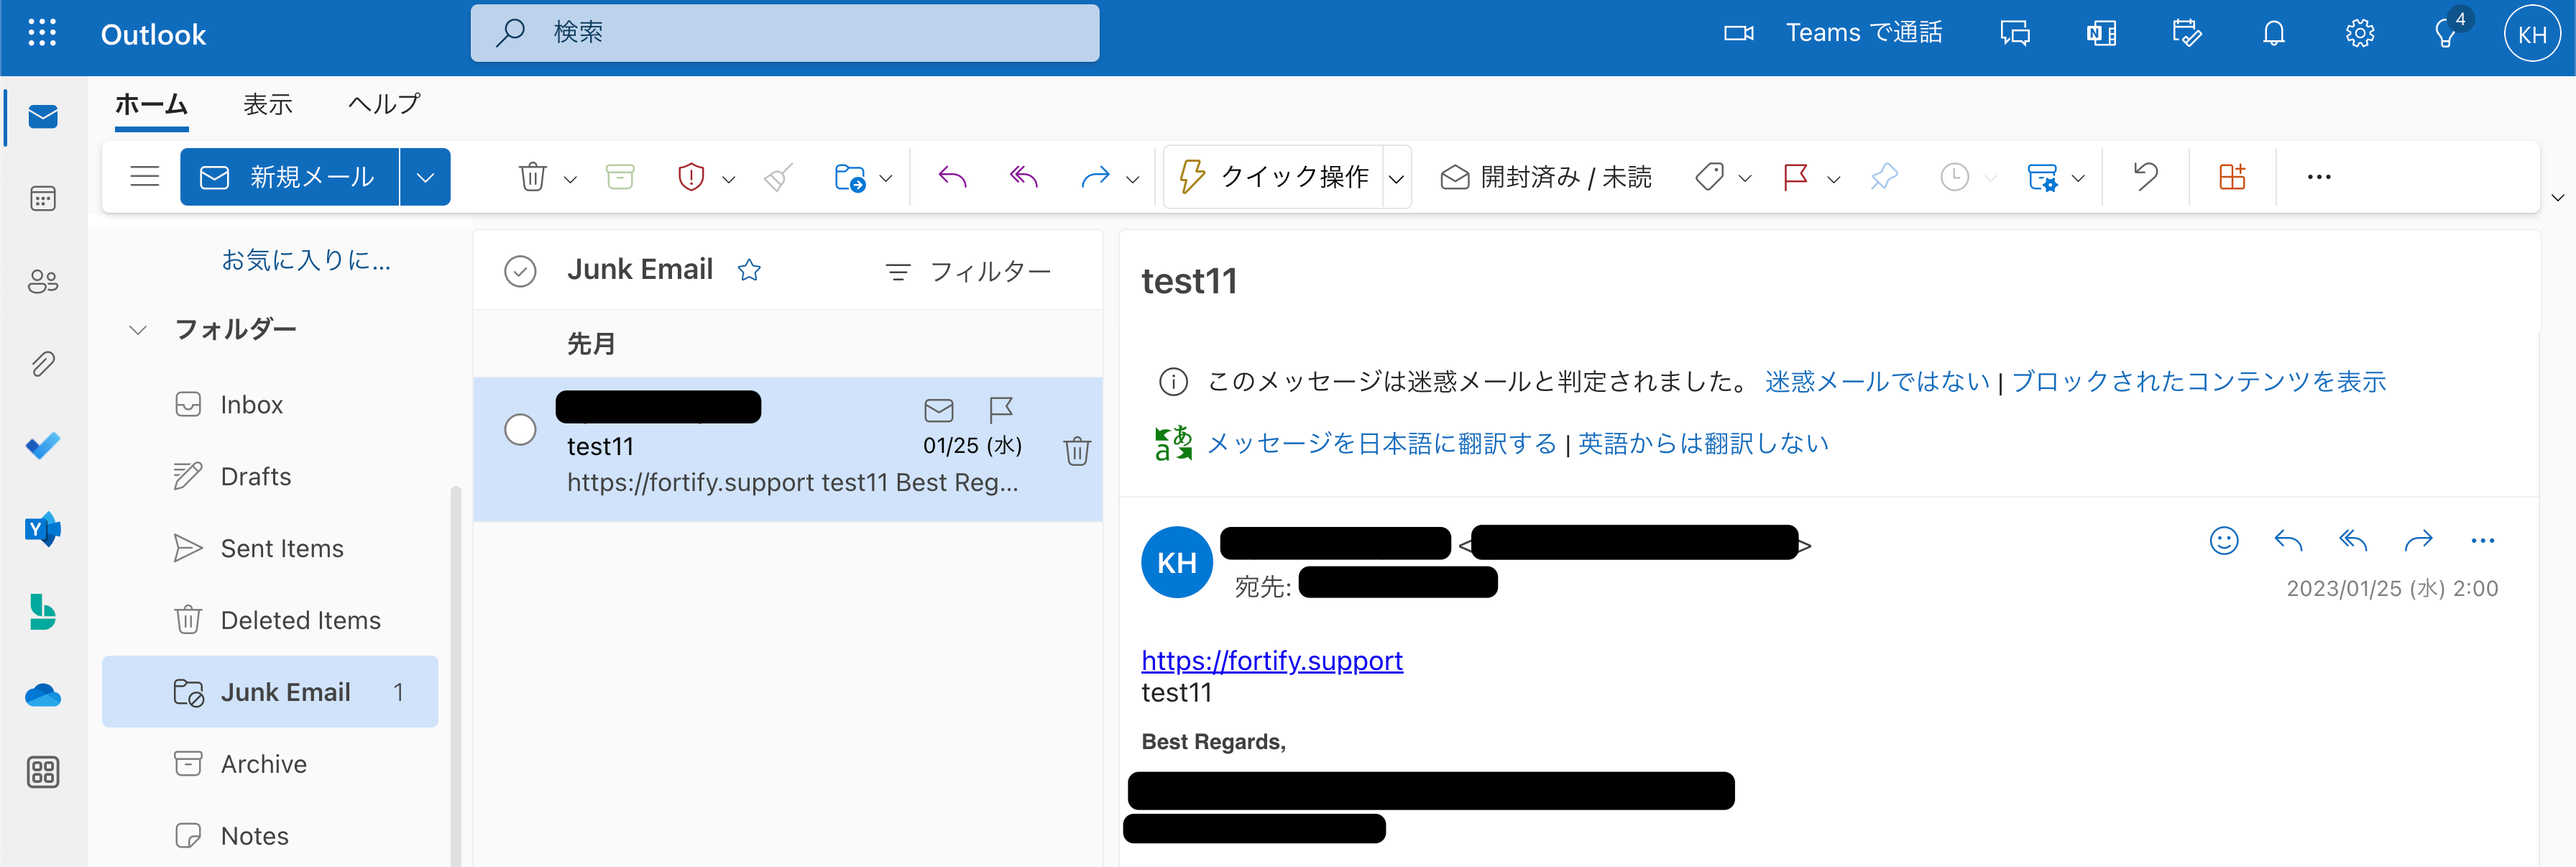 Outlook
検索
Teams で通話
4
KH
ホーム 表示 ヘルプ
新規メール
クイック操作
開封済み / 未読
お気に入りに...
フォルダー
Inbox
Drafts
Sent Items
Deleted Items
Junk Email 1
Archive
Notes
Junk Email
フィルター
先月
test11
01/25 (水)
https://fortify.support test11 Best Reg...
test11
このメッセージは迷惑メールと判定されました。 迷惑メールではない | ブロックされたコンテンツを表示
メッセージを日本語に翻訳する | 英語からは翻訳しない
KH
< >
宛先:
2023/01/25 (水) 2:00
https://fortify.support
test11
Best Regards,